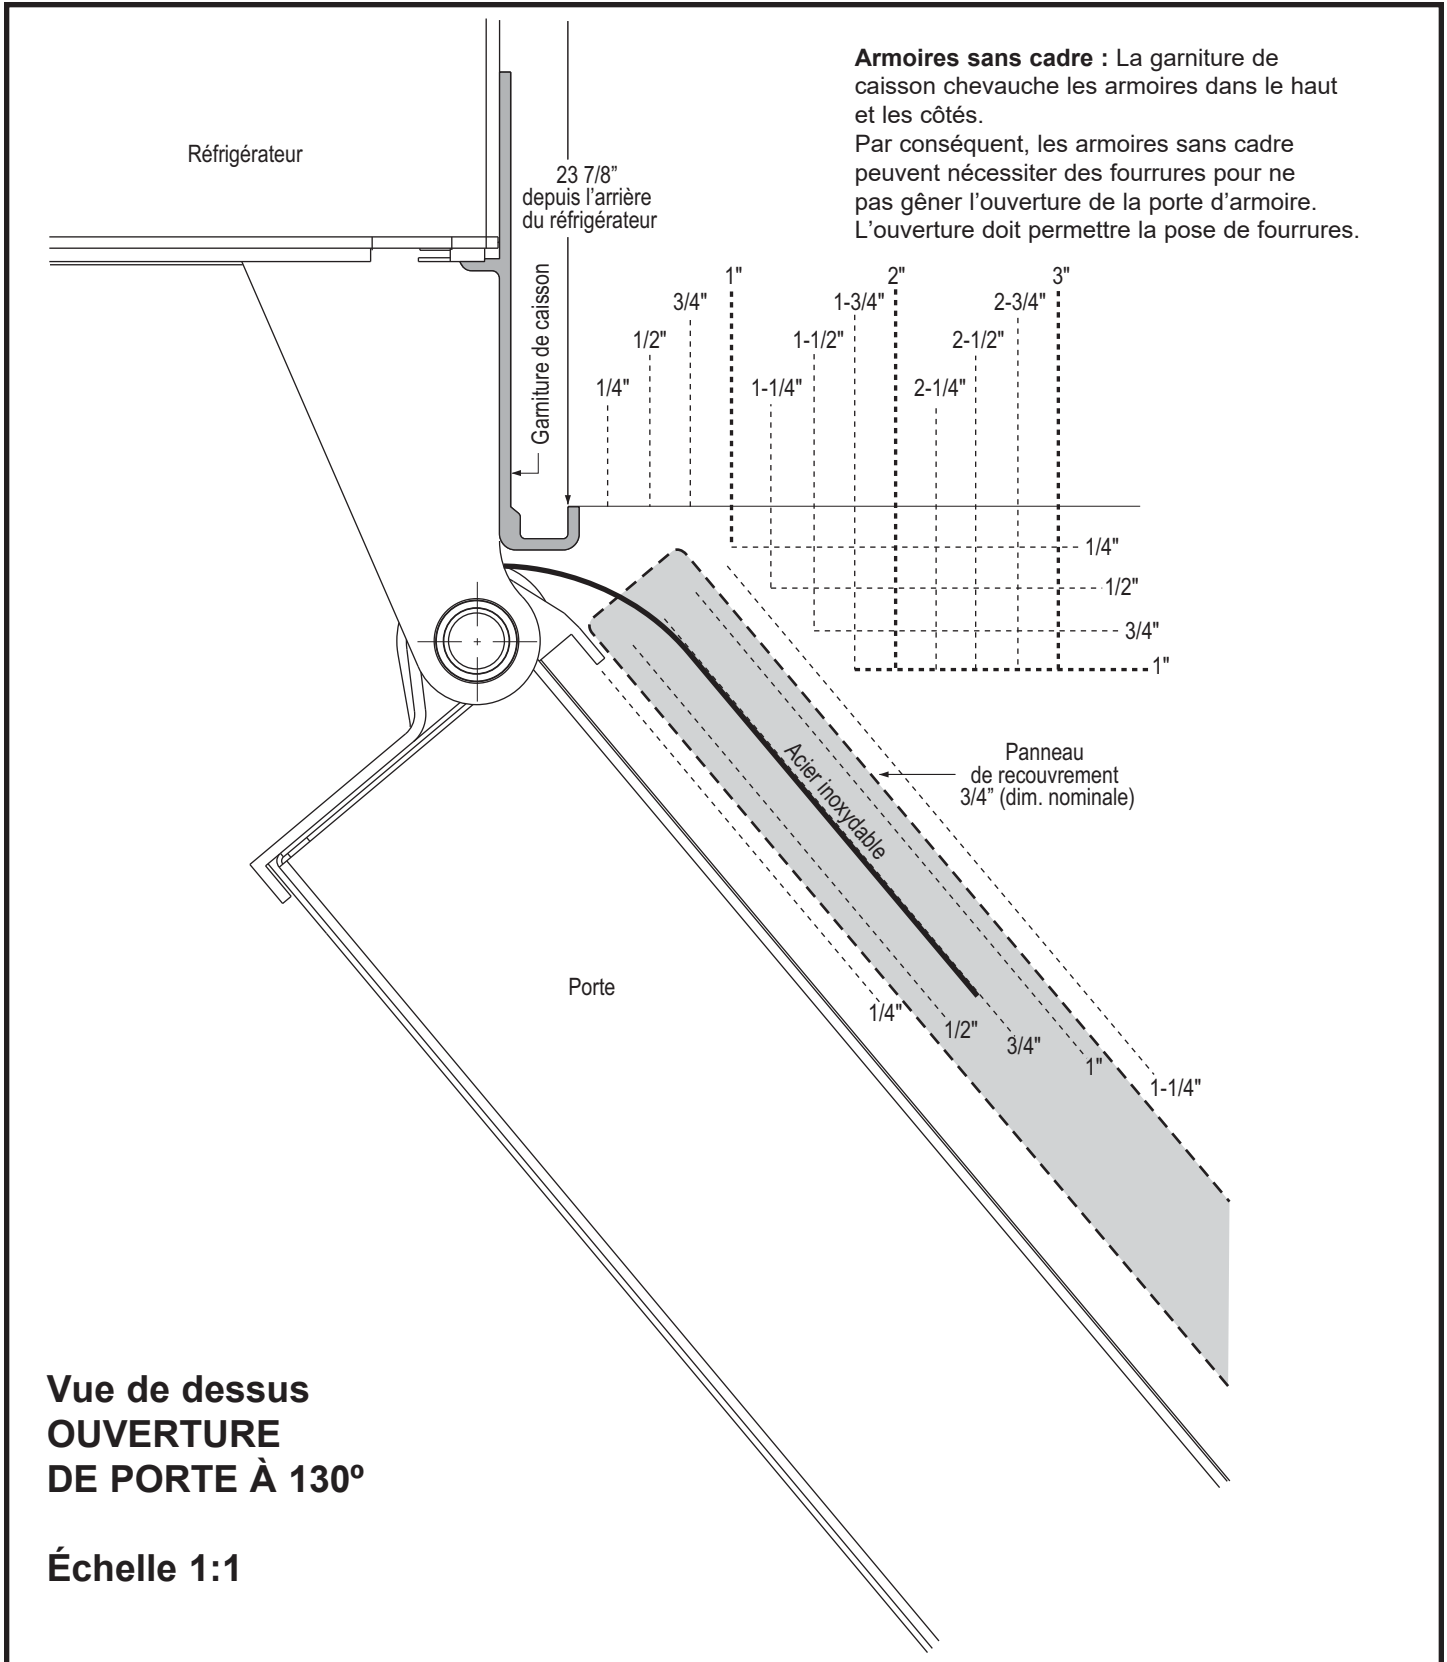 Armoires sans cadre : La garniture de
caisson chevauche les armoires dans le haut
et les côtés.
Par conséquent, les armoires sans cadre
peuvent nécessiter des fourrures pour ne
pas gêner l'ouverture de la porte d'armoire.
L'ouverture doit permettre la pose de fourrures.
Réfrigérateur
23 7/8”
depuis l'arrière
du réfrigérateur
Garniture de caisson
1/4"
1/2"
3/4"
1"
1-1/4"
1-1/2"
1-3/4"
2"
2-1/4"
2-1/2"
2-3/4"
3"
1/4"
1/2"
3/4"
1"
Panneau
de recouvrement
3/4” (dim. nominale)
Acier inoxydable
Porte
1/4"
1/2"
3/4"
1"
1-1/4"
Vue de dessus
OUVERTURE
DE PORTE À 130º
Échelle 1:1